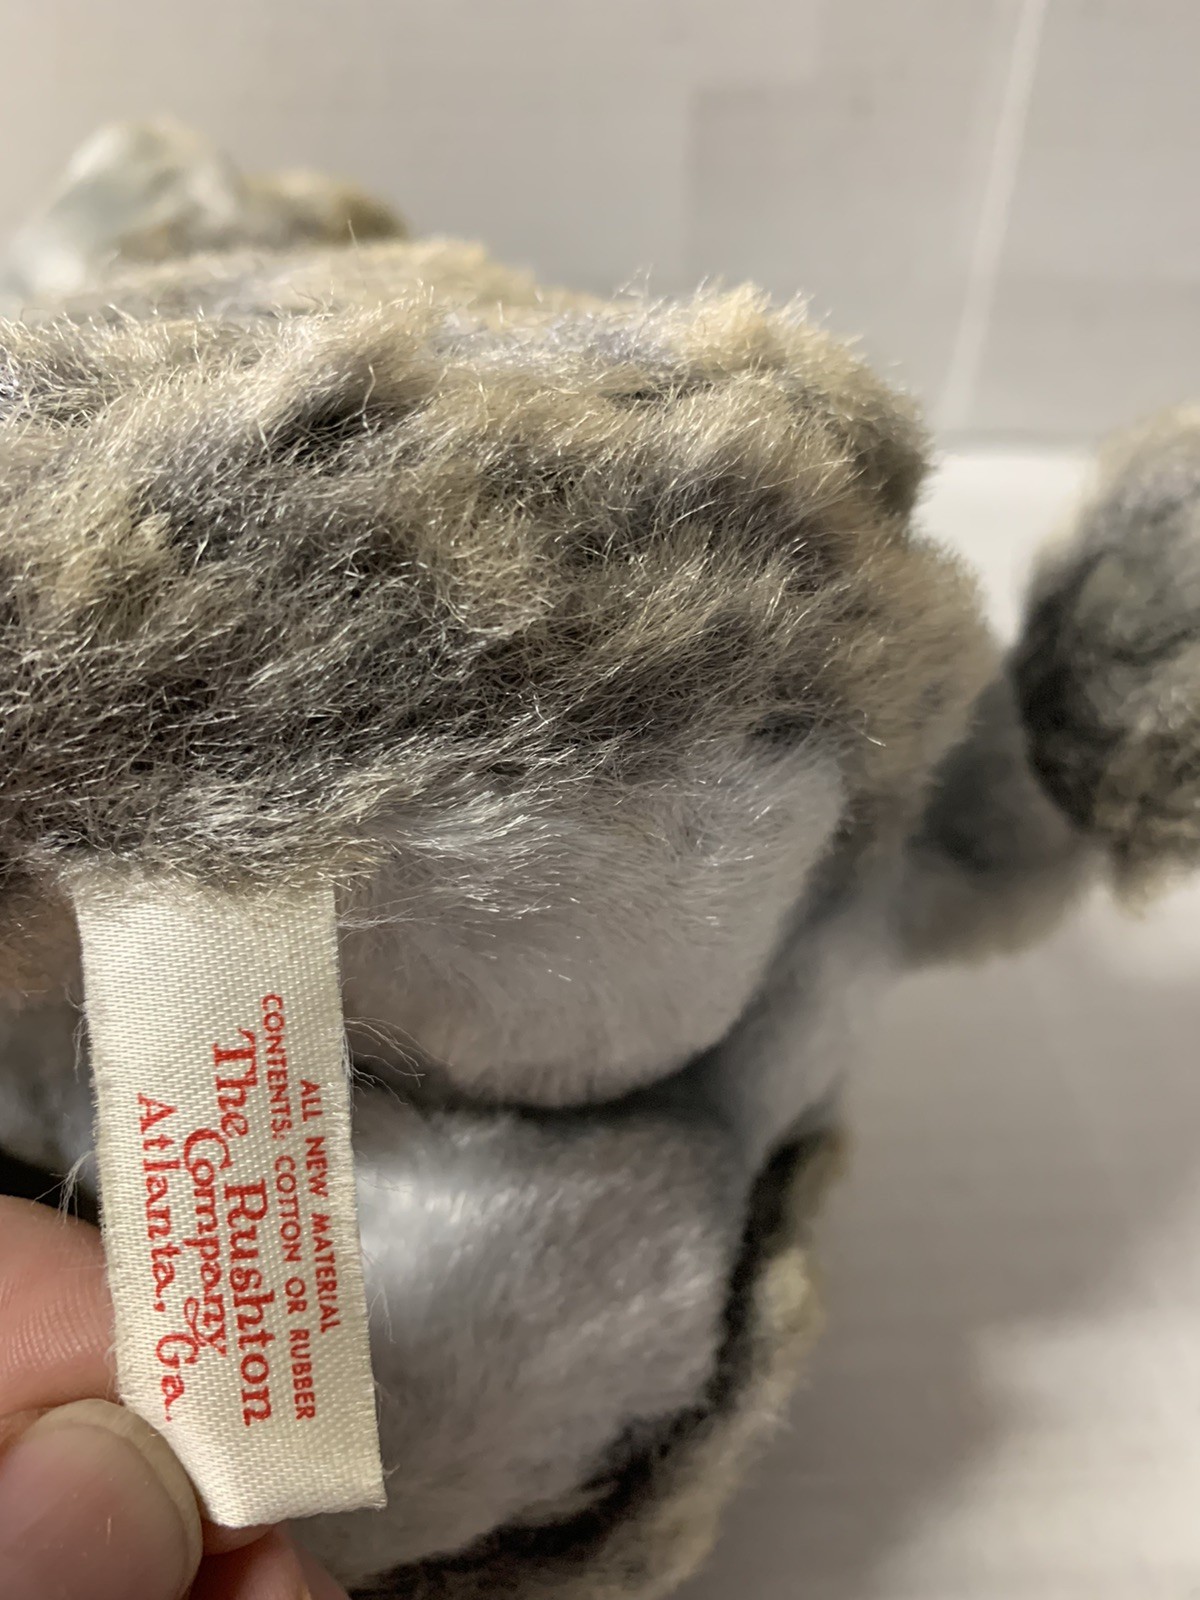 ALL NEW MATERIAL
CONTENTS: COTTON OR RUBBER
The Rushton
Company
Atlanta, Ga.